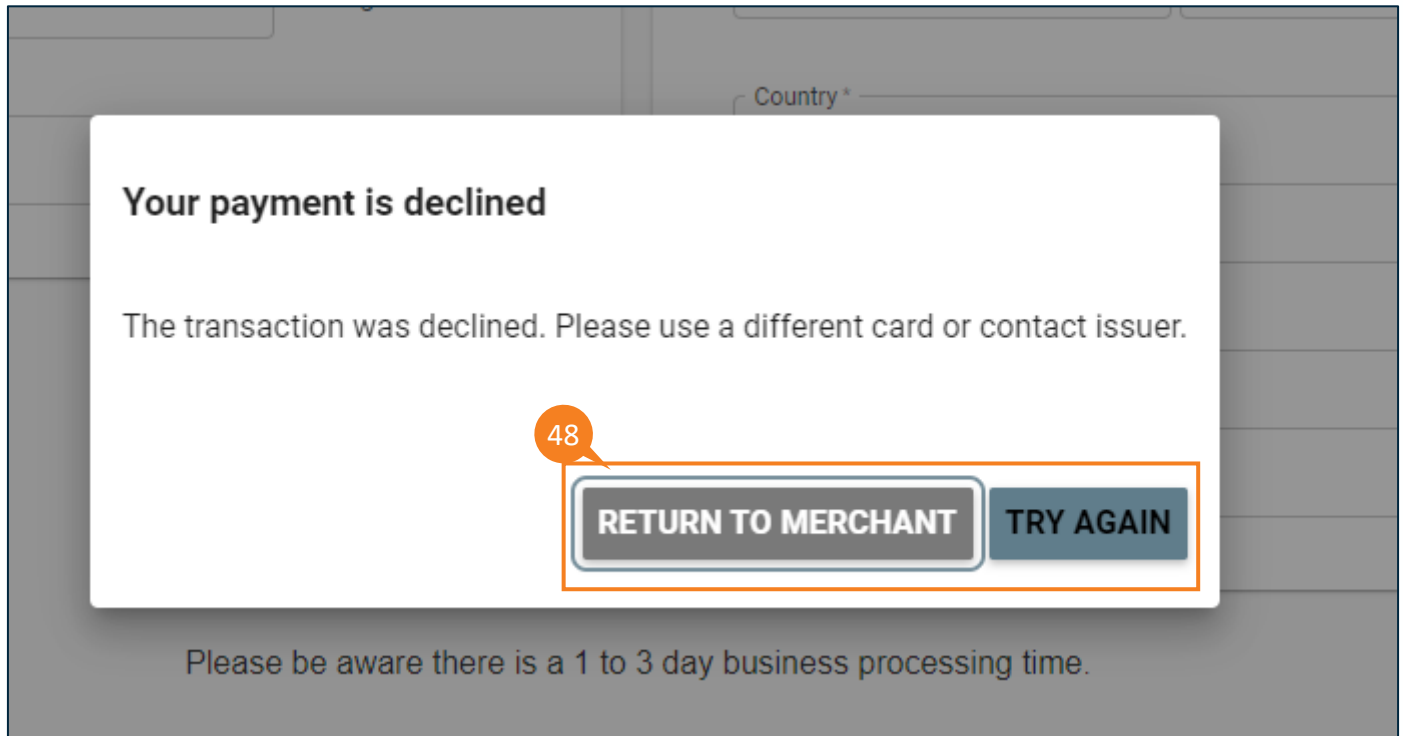 Country *
Your payment is declined
The transaction was declined. Please use a different card or contact issuer.
48
RETURN TO MERCHANT TRY AGAIN
Please be aware there is a 1 to 3 day business processing time.